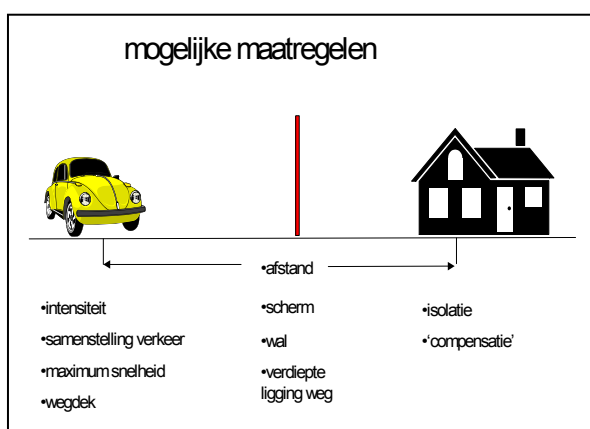 mogelijke maatregelen
•afstand
•intensiteit
•samenstelling verkeer
•maximum snelheid
•wegdek
•scherm
•wal
•verdiepte
ligging weg
•isolatie
•‘compensatie’